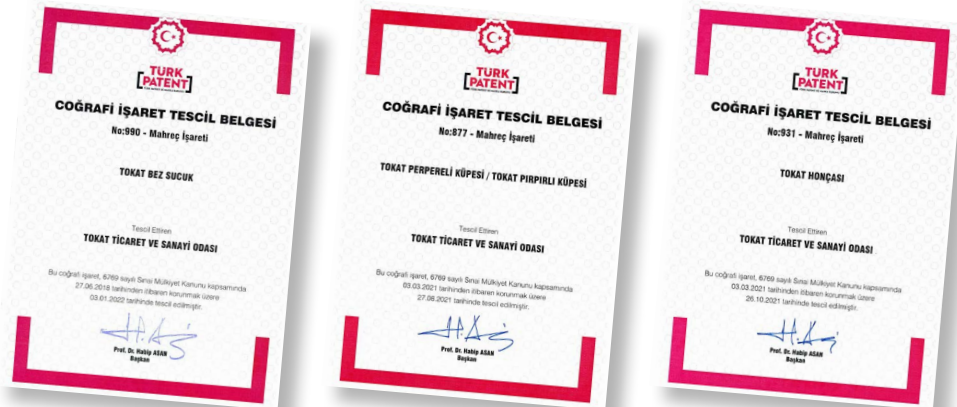 TÜRK
PATENT
COĞRAFİ İŞARET TESCİL BELGESİ
No:990 - Mahreç İşareti
TOKAT BEZ SUCUK
Tescil Ettiren
TOKAT TİCARET VE SANAYİ ODASI
Bu coğrafi işaret, 6769 sayılı Sınai Mülkiyet Kanunu kapsamında
27.06.2018 tarihinden itibaren korunmak üzere
03.01.2022 tarihinde tescil edilmiştir.
Prof. Dr. Habip ASAN
Başkan
TÜRK
PATENT
COĞRAFİ İŞARET TESCİL BELGESİ
No:877 - Mahreç İşareti
TOKAT PERPERELİ KÜPESİ / TOKAT PIRPIRLI KÜPESİ
Tescil Ettiren
TOKAT TİCARET VE SANAYİ ODASI
Bu coğrafi işaret, 6769 sayılı Sınai Mülkiyet Kanunu kapsamında
03.03.2021 tarihinden itibaren korunmak üzere
27.08.2021 tarihinde tescil edilmiştir.
Prof. Dr. Habip ASAN
Başkan
TÜRK
PATENT
COĞRAFİ İŞARET TESCİL BELGESİ
No:931 - Mahreç İşareti
TOKAT HONÇASI
Tescil Ettiren
TOKAT TİCARET VE SANAYİ ODASI
Bu coğrafi işaret, 6769 sayılı Sınai Mülkiyet Kanunu kapsamında
03.03.2021 tarihinden itibaren korunmak üzere
26.10.2021 tarihinde tescil edilmiştir.
Prof. Dr. Habip ASAN
Başkan